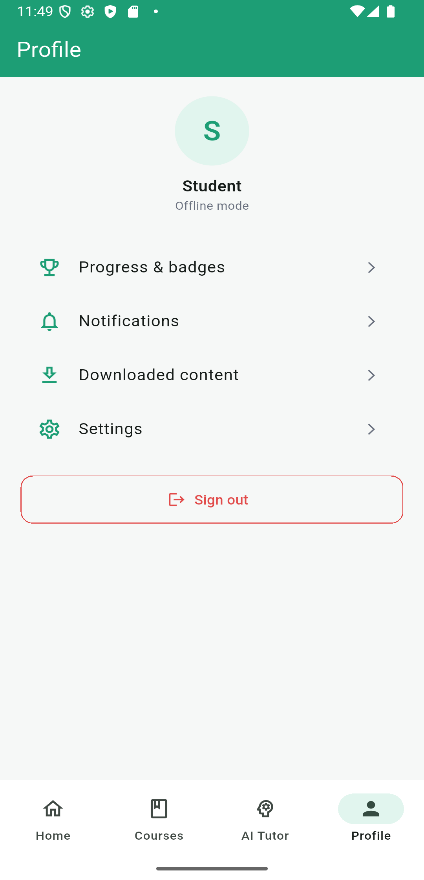 11:49
Profile
S
Student
Offline mode
Progress & badges
Notifications
Downloaded content
Settings
Sign out
Home
Courses
AI Tutor
Profile